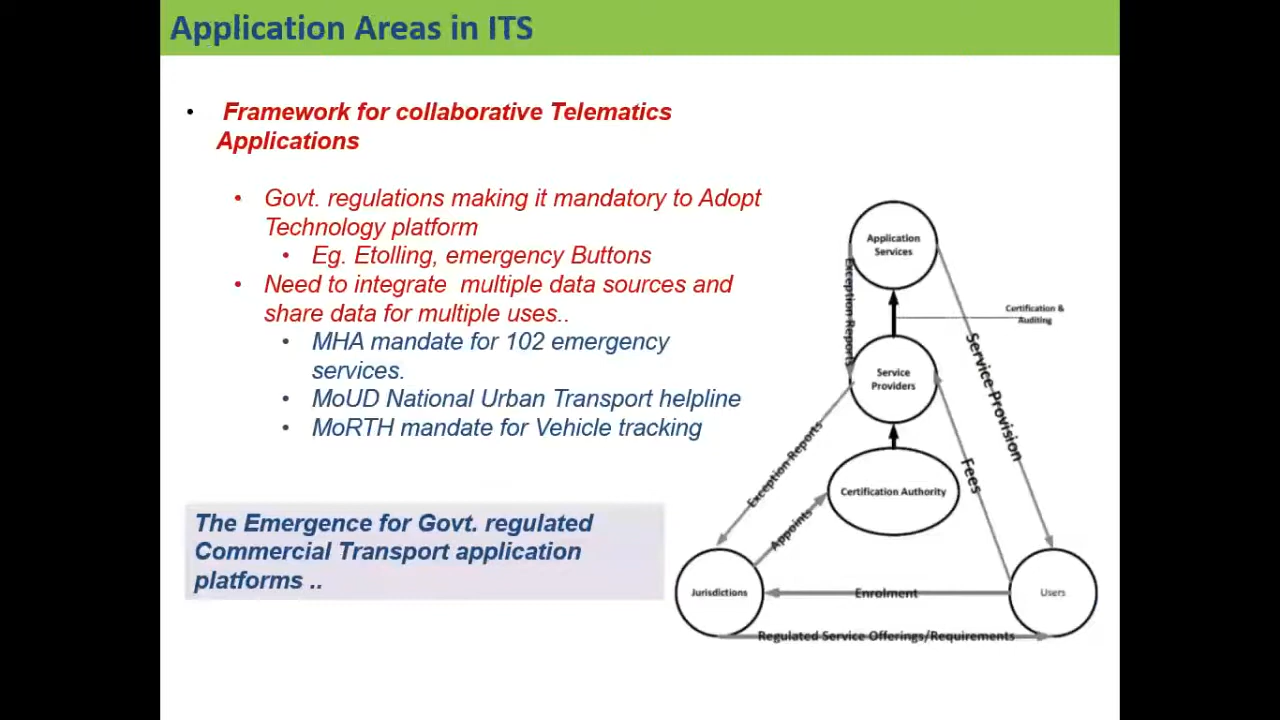 Application Areas in ITS
• Framework for collaborative Telematics
Applications
• Govt. regulations making it mandatory to Adopt
Technology platform
• Eg. Etolling, emergency Buttons
• Need to integrate multiple data sources and
share data for multiple uses..
• MHA mandate for 102 emergency
services.
• MoUD National Urban Transport helpline
• MoRTH mandate for Vehicle tracking
The Emergence for Govt. regulated
Commercial Transport application
platforms ..
Application
Services
Exception Reports
Certification &
Auditing
Service Provision
Service
Providers
Exception Reports
Fees
Certification Authority
Appoints
Jurisdictions
Enrolment
Users
Regulated Service Offerings/Requirements